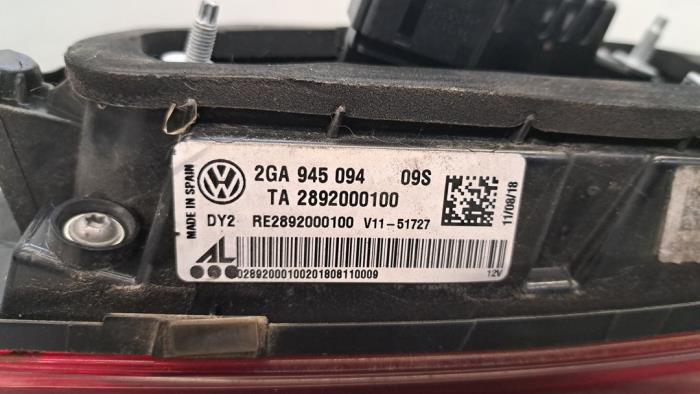 MADE IN SPAIN
VW
2GA 945 094 09S
TA 2892000100
DY2 RE2892000100 V11-51727
11/08/18
AL
02892000100201808110009
12V